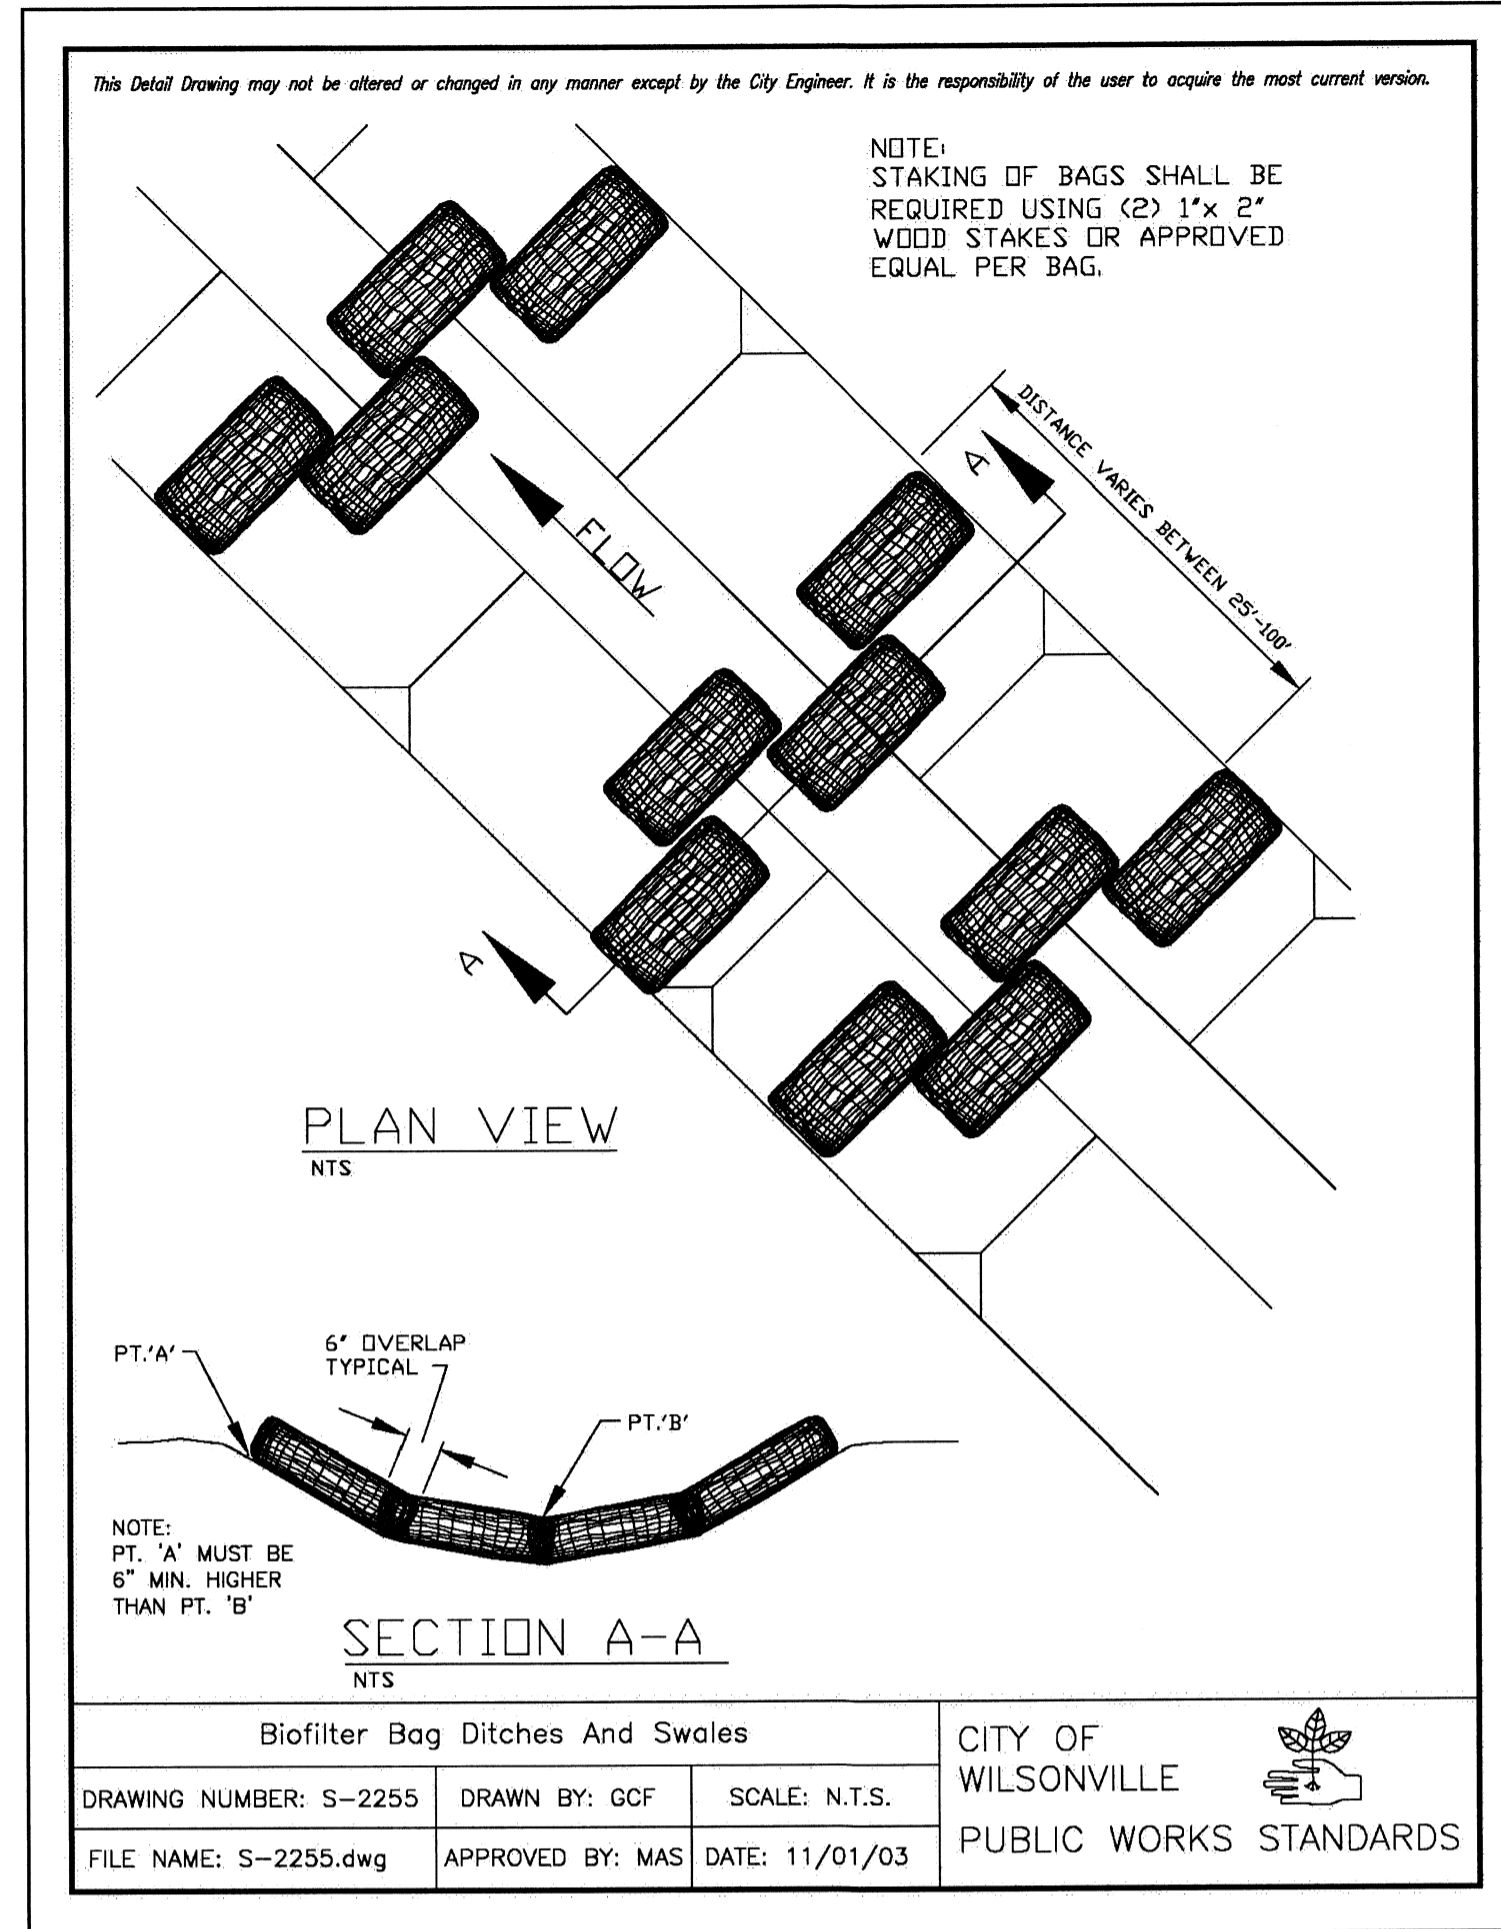 This Detail Drawing may not be altered or changed in any manner except by the City Engineer. It is the responsibility of the user to acquire the most current version.
NOTE:
STAKING OF BAGS SHALL BE
REQUIRED USING (2) 1"x 2"
WOOD STAKES OR APPROVED
EQUAL PER BAG.
DISTANCE VARIES BETWEEN 25'-100'
A
FLOW
A
PLAN VIEW
NTS
6" OVERLAP
TYPICAL
PT.'A'
PT.'B'
NOTE:
PT. 'A' MUST BE
6" MIN. HIGHER
THAN PT. 'B'
SECTION A-A
NTS
Biofilter Bag Ditches And Swales
DRAWING NUMBER: S-2255
DRAWN BY: GCF
SCALE: N.T.S.
FILE NAME: S-2255.dwg
APPROVED BY: MAS
DATE: 11/01/03
CITY OF
WILSONVILLE
PUBLIC WORKS STANDARDS